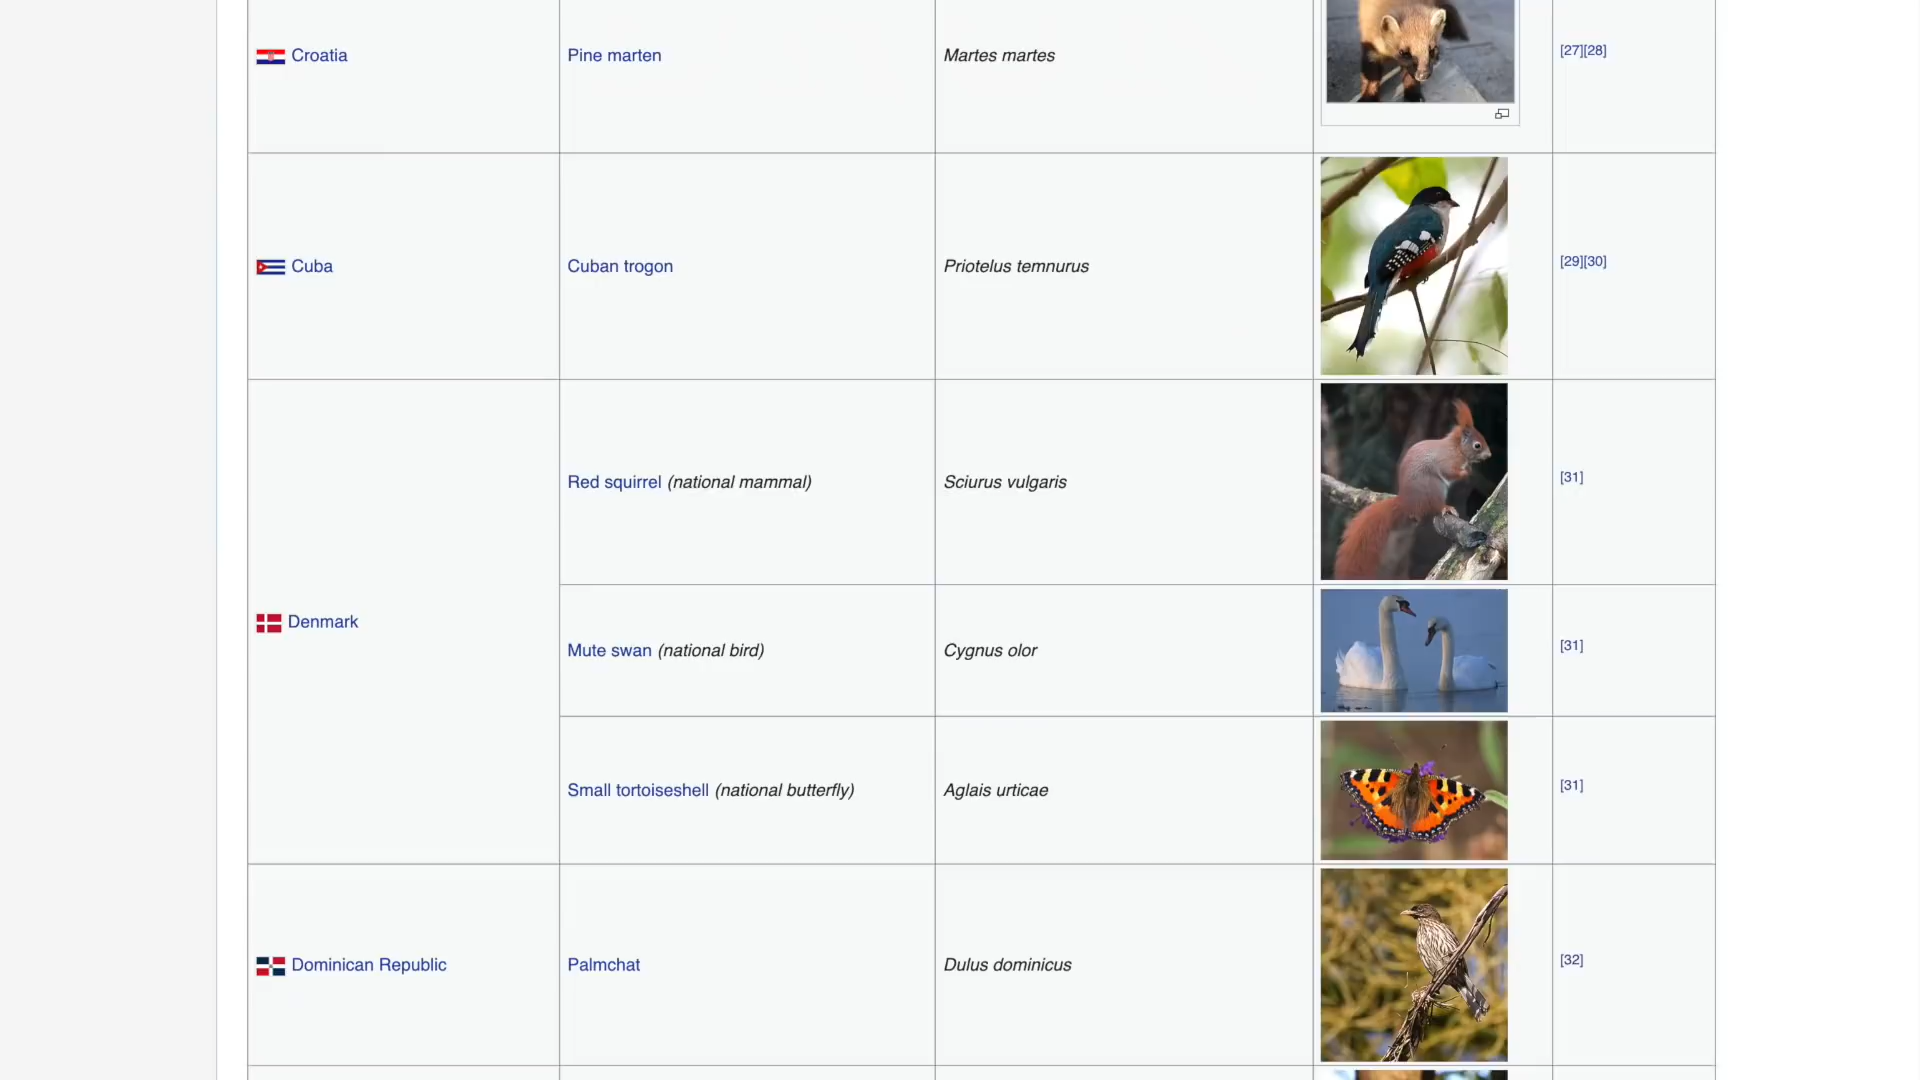 Croatia Pine marten Martes martes [27][28]
Cuba Cuban trogon Priotelus temnurus [29][30]
Red squirrel (national mammal) Sciurus vulgaris [31]
Denmark
Mute swan (national bird) Cygnus olor [31]
Small tortoiseshell (national butterfly) Aglais urticae [31]
Dominican Republic Palmchat Dulus dominicus [32]